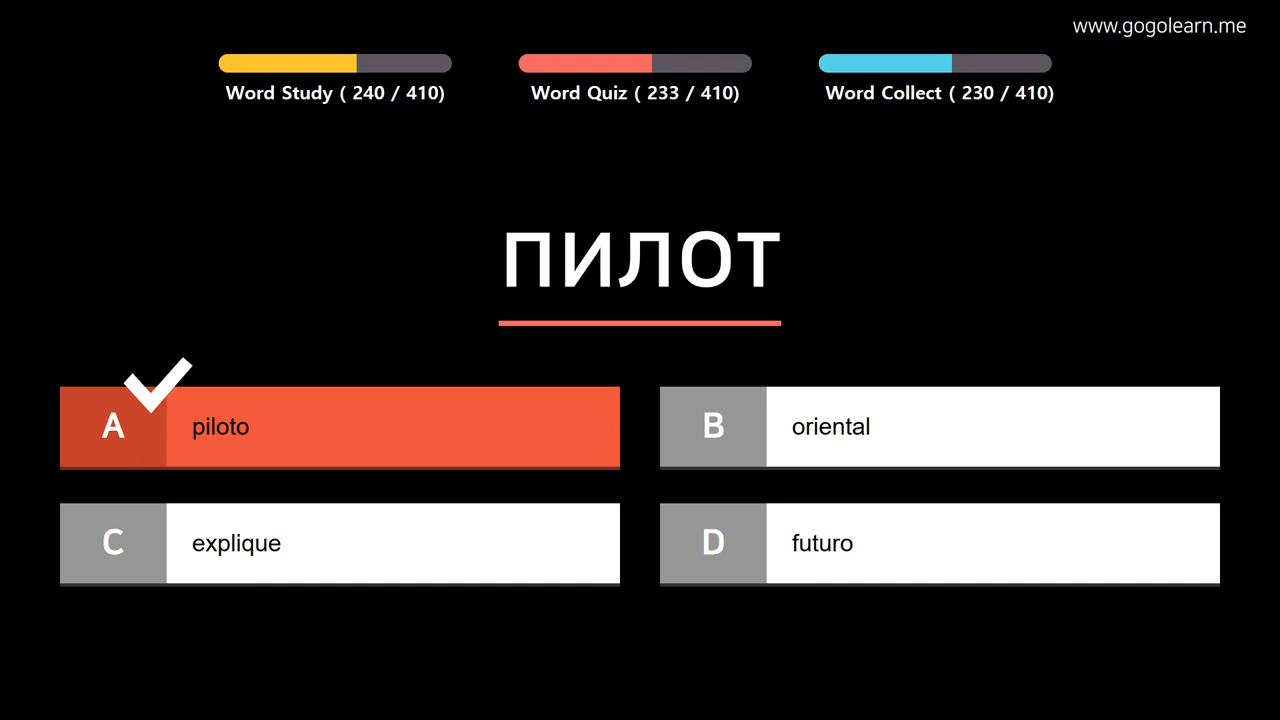 www.gogolearn.me
Word Study ( 240 / 410)
Word Quiz ( 233 / 410)
Word Collect ( 230 / 410)
ПИЛОТ
A piloto
B oriental
C explique
D futuro